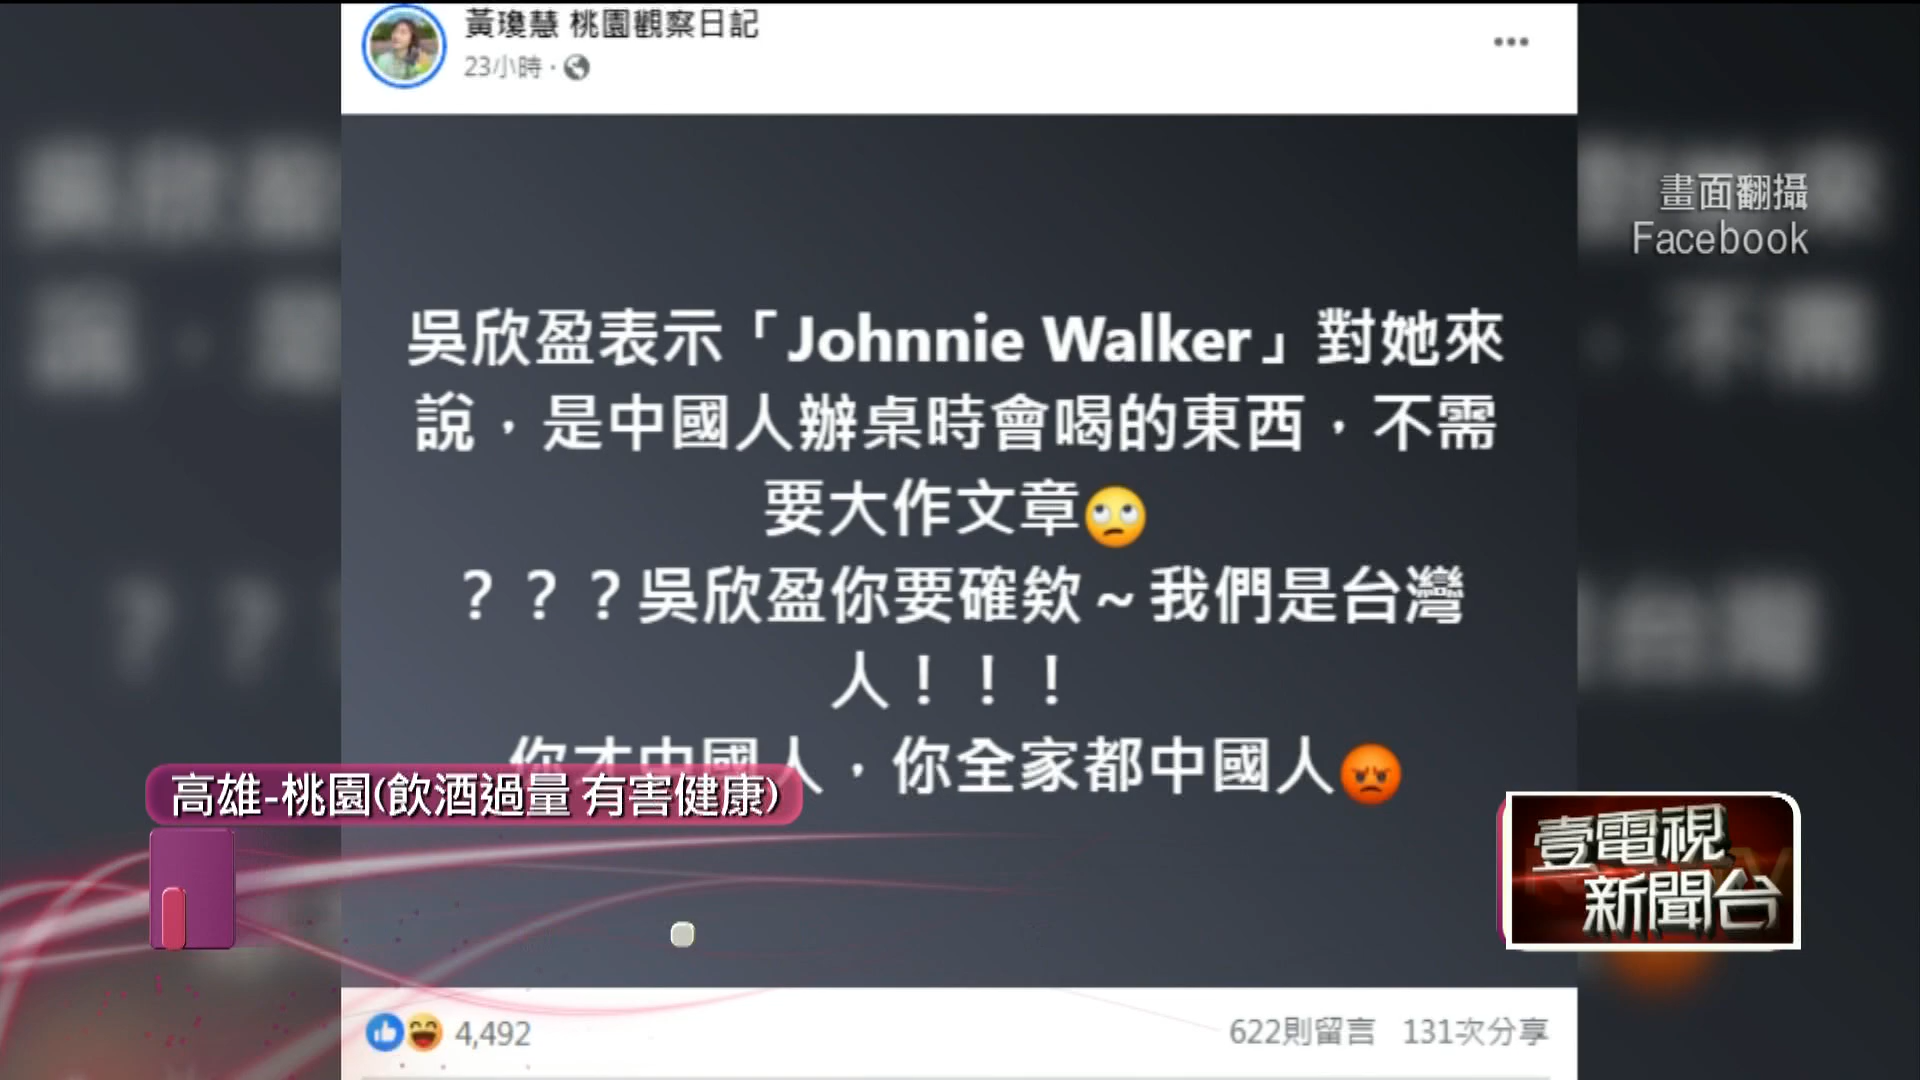 黃瓊慧 桃園觀察日記
23小時 ·
畫面翻攝
Facebook
吳欣盈表示「Johnnie Walker」對她來
說，是中國人辦桌時會喝的東西，不需
要大作文章🙄
？？？吳欣盈你要確欸～我們是台灣
人！！！
你才中國人，你全家都中國人😡
高雄-桃園(飲酒過量 有害健康)
壹電視
新聞台
4,492
622則留言 131次分享